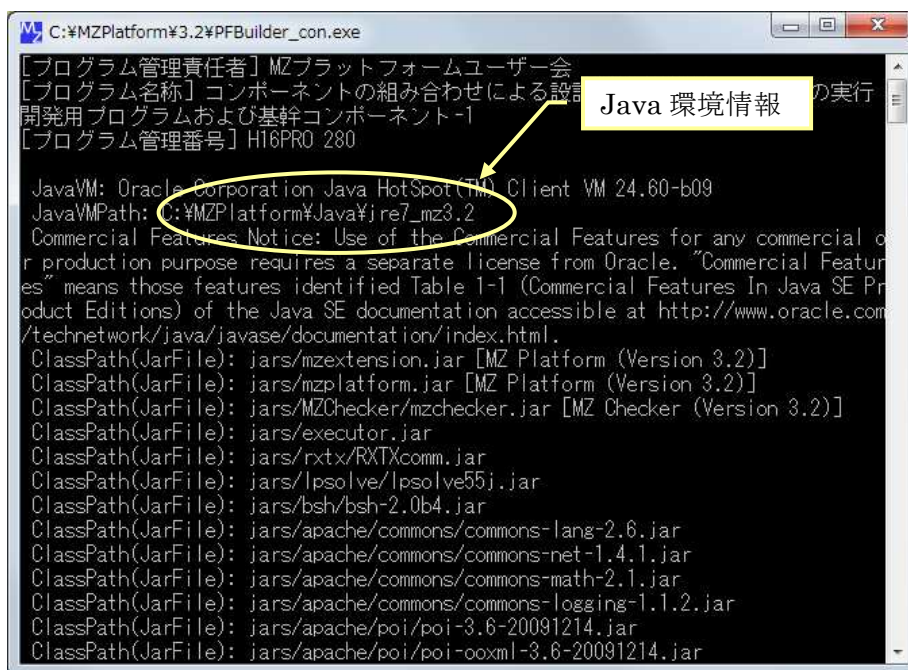 C:¥MZPlatform¥3.2¥PFBuilder_con.exe
[プログラム管理責任者] MZプラットフォームユーザー会
[プログラム名称] コンポーネントの組み合わせによる設 の実行
開発用プログラムおよび基幹コンポーネント-1
[プログラム管理番号] H16PRO 280
Java 環境情報
JavaVM: Oracle Corporation Java HotSpot(TM) Client VM 24.60-b09
JavaVMPath: C:¥MZPlatform¥Java¥jre7_mz3.2
Commercial Features Notice: Use of the Commercial Features for any commercial o
r production purpose requires a separate license from Oracle. "Commercial Featur
es" means those features identified Table 1-1 (Commercial Features In Java SE Pr
oduct Editions) of the Java SE documentation accessible at http://www.oracle.com
/technetwork/java/javase/documentation/index.html.
ClassPath(JarFile): jars/mzextension.jar [MZ Platform (Version 3.2)]
ClassPath(JarFile): jars/mzplatform.jar [MZ Platform (Version 3.2)]
ClassPath(JarFile): jars/MZChecker/mzchecker.jar [MZ Checker (Version 3.2)]
ClassPath(JarFile): jars/executor.jar
ClassPath(JarFile): jars/rxtx/RXTXcomm.jar
ClassPath(JarFile): jars/lpsolve/lpsolve55j.jar
ClassPath(JarFile): jars/bsh/bsh-2.0b4.jar
ClassPath(JarFile): jars/apache/commons/commons-lang-2.6.jar
ClassPath(JarFile): jars/apache/commons/commons-net-1.4.1.jar
ClassPath(JarFile): jars/apache/commons/commons-math-2.1.jar
ClassPath(JarFile): jars/apache/commons/commons-logging-1.1.2.jar
ClassPath(JarFile): jars/apache/poi/poi-3.6-20091214.jar
ClassPath(JarFile): jars/apache/poi/poi-ooxml-3.6-20091214.jar